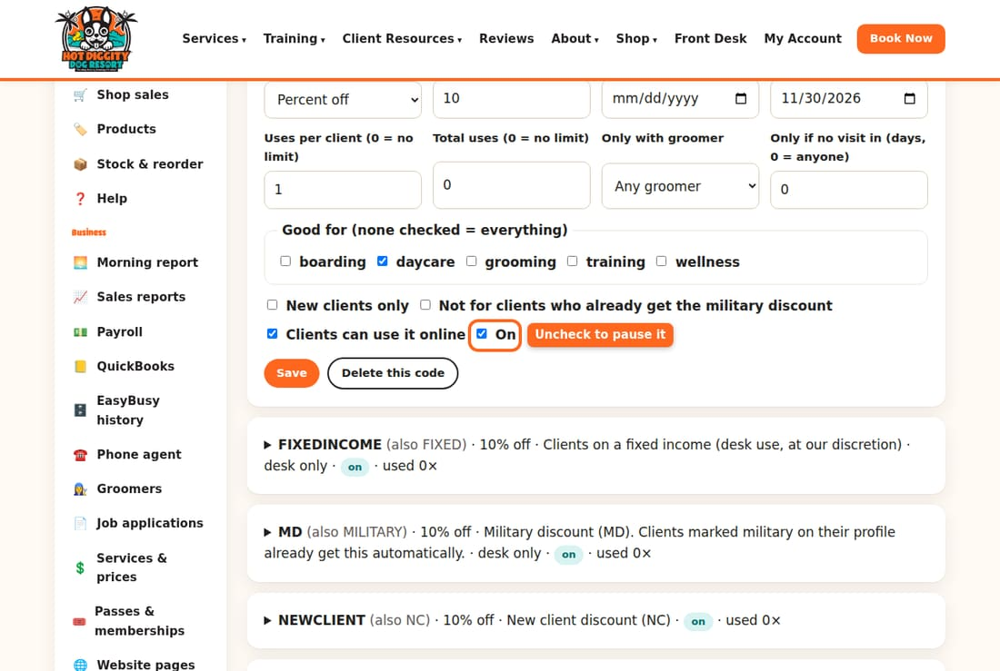 HOT DIGGITY
DOG RESORT
Services ▾
Training ▾
Client Resources ▾
Reviews
About ▾
Shop ▾
Front Desk
My Account
Book Now
Shop sales
Products
Stock & reorder
Help
Business
Morning report
Sales reports
Payroll
QuickBooks
EasyBusy
history
Phone agent
Groomers
Job applications
Services &
prices
Passes &
memberships
Website pages
Percent off
10
mm/dd/yyyy
11/30/2026
Uses per client (0 = no
limit)
Total uses (0 = no limit)
Only with groomer
Only if no visit in (days,
0 = anyone)
1
0
Any groomer
0
Good for (none checked = everything)
boarding
daycare
grooming
training
wellness
New clients only
Not for clients who already get the military discount
Clients can use it online
On
Uncheck to pause it
Save
Delete this code
▶ FIXEDINCOME (also FIXED) · 10% off · Clients on a fixed income (desk use, at our discretion) ·
desk only · on · used 0×
▶ MD (also MILITARY) · 10% off · Military discount (MD). Clients marked military on their profile
already get this automatically. · desk only · on · used 0×
▶ NEWCLIENT (also NC) · 10% off · New client discount (NC) · on · used 0×